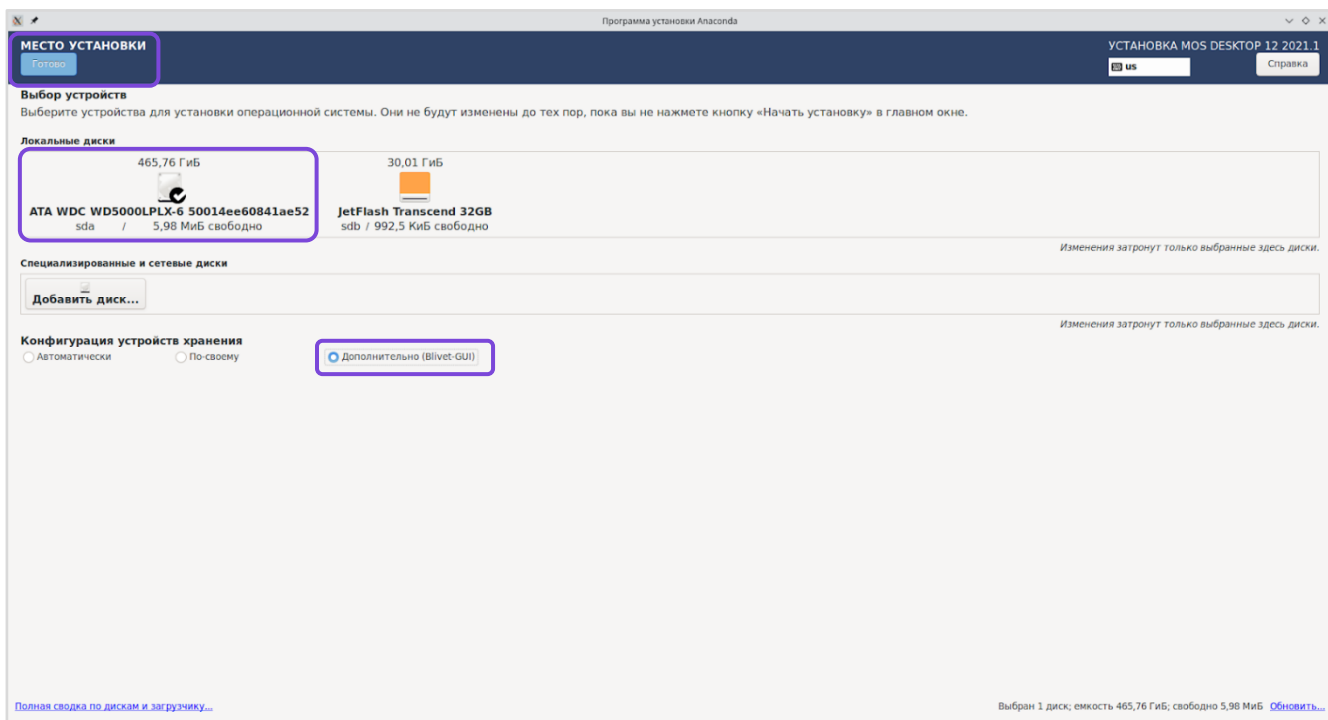 Программа установки Anaconda
МЕСТО УСТАНОВКИ
Готово
УСТАНОВКА MOS DESKTOP 12 2021.1
us
Справка
Выбор устройств
Выберите устройства для установки операционной системы. Они не будут изменены до тех пор, пока вы не нажмете кнопку «Начать установку» в главном окне.
Локальные диски
465,76 ГиБ
ATA WDC WD5000LPLX-6 50014ee60841ae52
sda / 5,98 МиБ свободно
30,01 ГиБ
JetFlash Transcend 32GB
sdb / 992,5 КиБ свободно
Изменения затронут только выбранные здесь диски.
Специализированные и сетевые диски
Добавить диск...
Изменения затронут только выбранные здесь диски.
Конфигурация устройств хранения
Автоматически По-своему Дополнительно (Blivet-GUI)
Полная сводка по дискам и загрузчику...
Выбран 1 диск; емкость 465,76 ГиБ; свободно 5,98 МиБ Обновить...